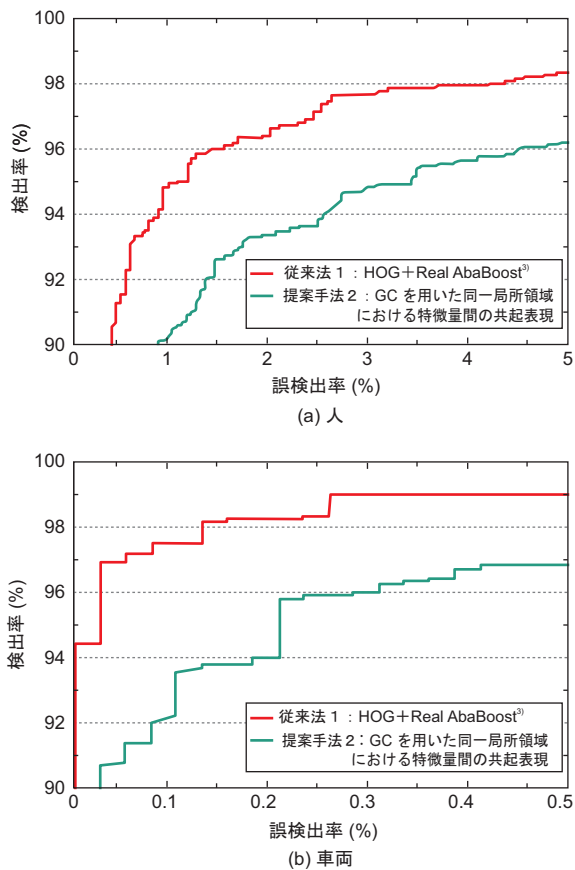 100
98
96
94
92
90
検出率 (%)
従来法1:HOG+Real AbaBoost3)
提案手法2:GC を用いた同一局所領域
における特微量間の共起表現
0 1 2 3 4 5
誤検出率 (%)
(a) 人
100
98
96
94
92
90
検出率 (%)
従来法1:HOG+Real AbaBoost3)
提案手法2:GC を用いた同一局所領域
における特微量間の共起表現
0 0.1 0.2 0.3 0.4 0.5
誤検出率 (%)
(b) 車両